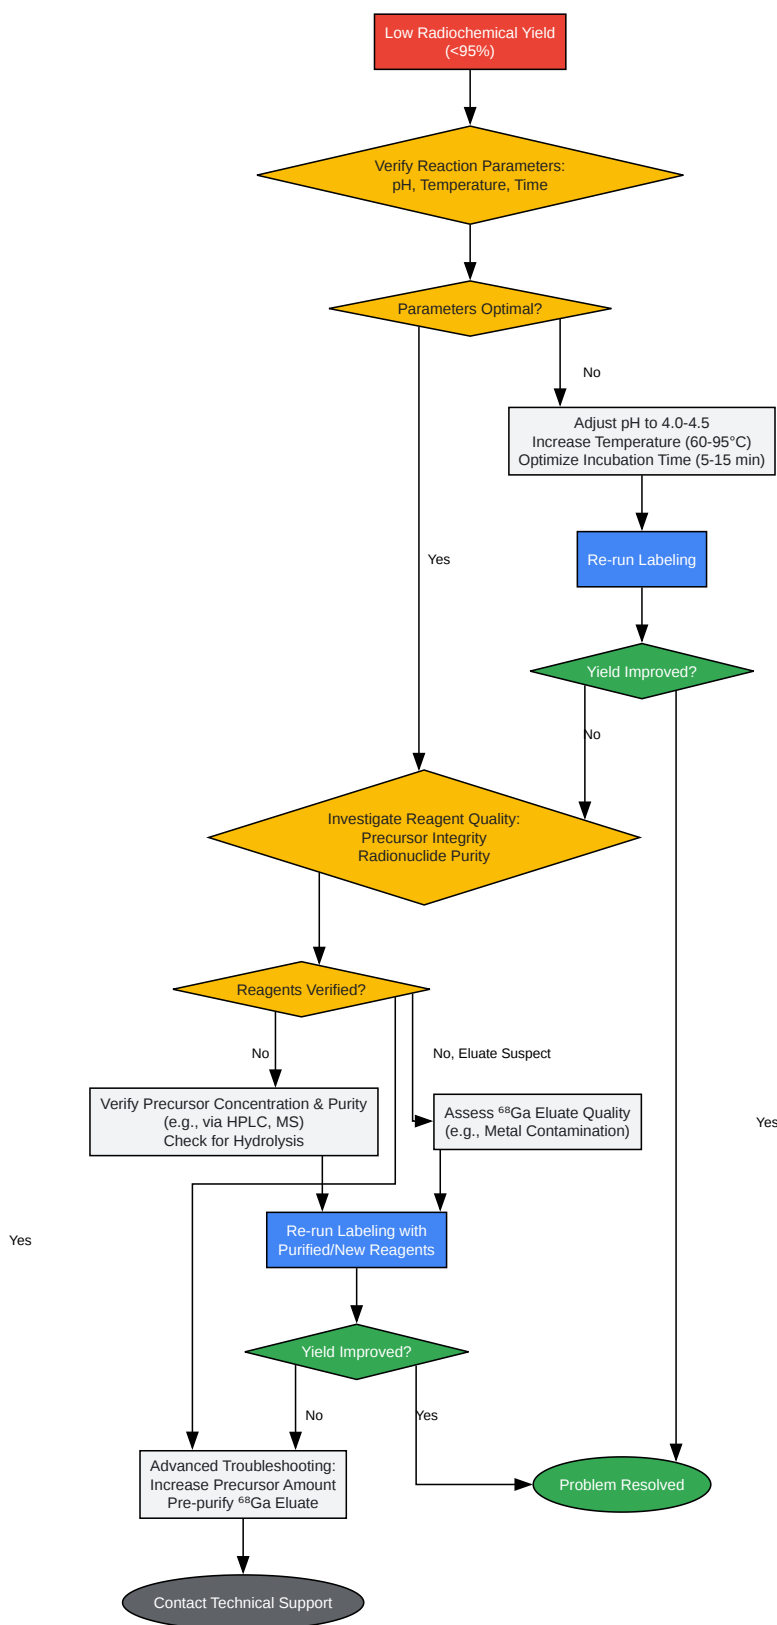 Low Radiochemical Yield
(<95%)
Verify Reaction Parameters:
pH, Temperature, Time
Parameters Optimal?
No
Adjust pH to 4.0-4.5
Increase Temperature (60-95°C)
Optimize Incubation Time (5-15 min)
Yes
Re-run Labeling
Yield Improved?
No
Investigate Reagent Quality:
Precursor Integrity
Radionuclide Purity
Reagents Verified?
No
No, Eluate Suspect
Verify Precursor Concentration & Purity
(e.g., via HPLC, MS)
Check for Hydrolysis
Assess ⁶⁸Ga Eluate Quality
(e.g., Metal Contamination)
Yes
Yes
Re-run Labeling with
Purified/New Reagents
Yield Improved?
No
Yes
Advanced Troubleshooting:
Increase Precursor Amount
Pre-purify ⁶⁸Ga Eluate
Problem Resolved
Contact Technical Support